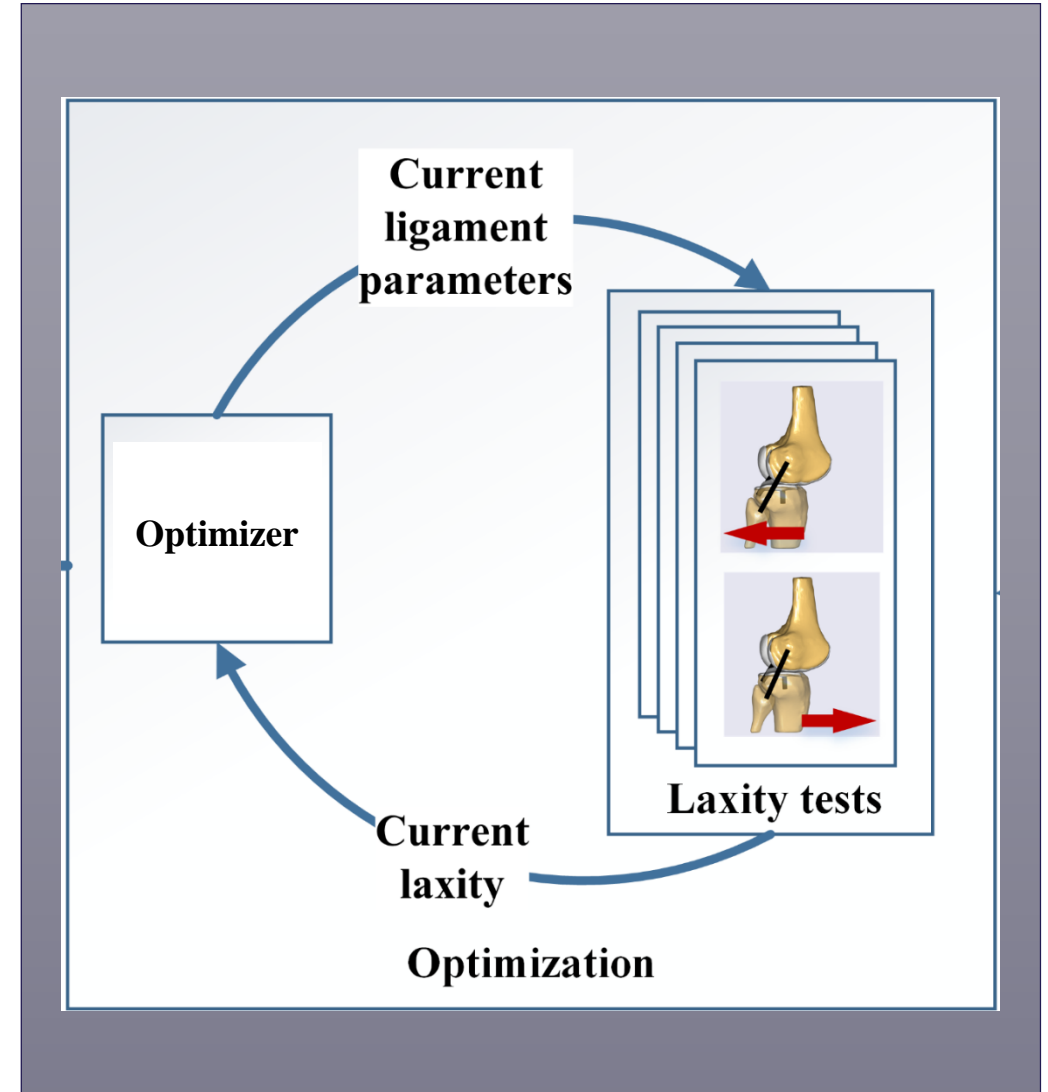 Current
ligament
parameters
Optimizer
Laxity tests
Current
laxity
Optimization